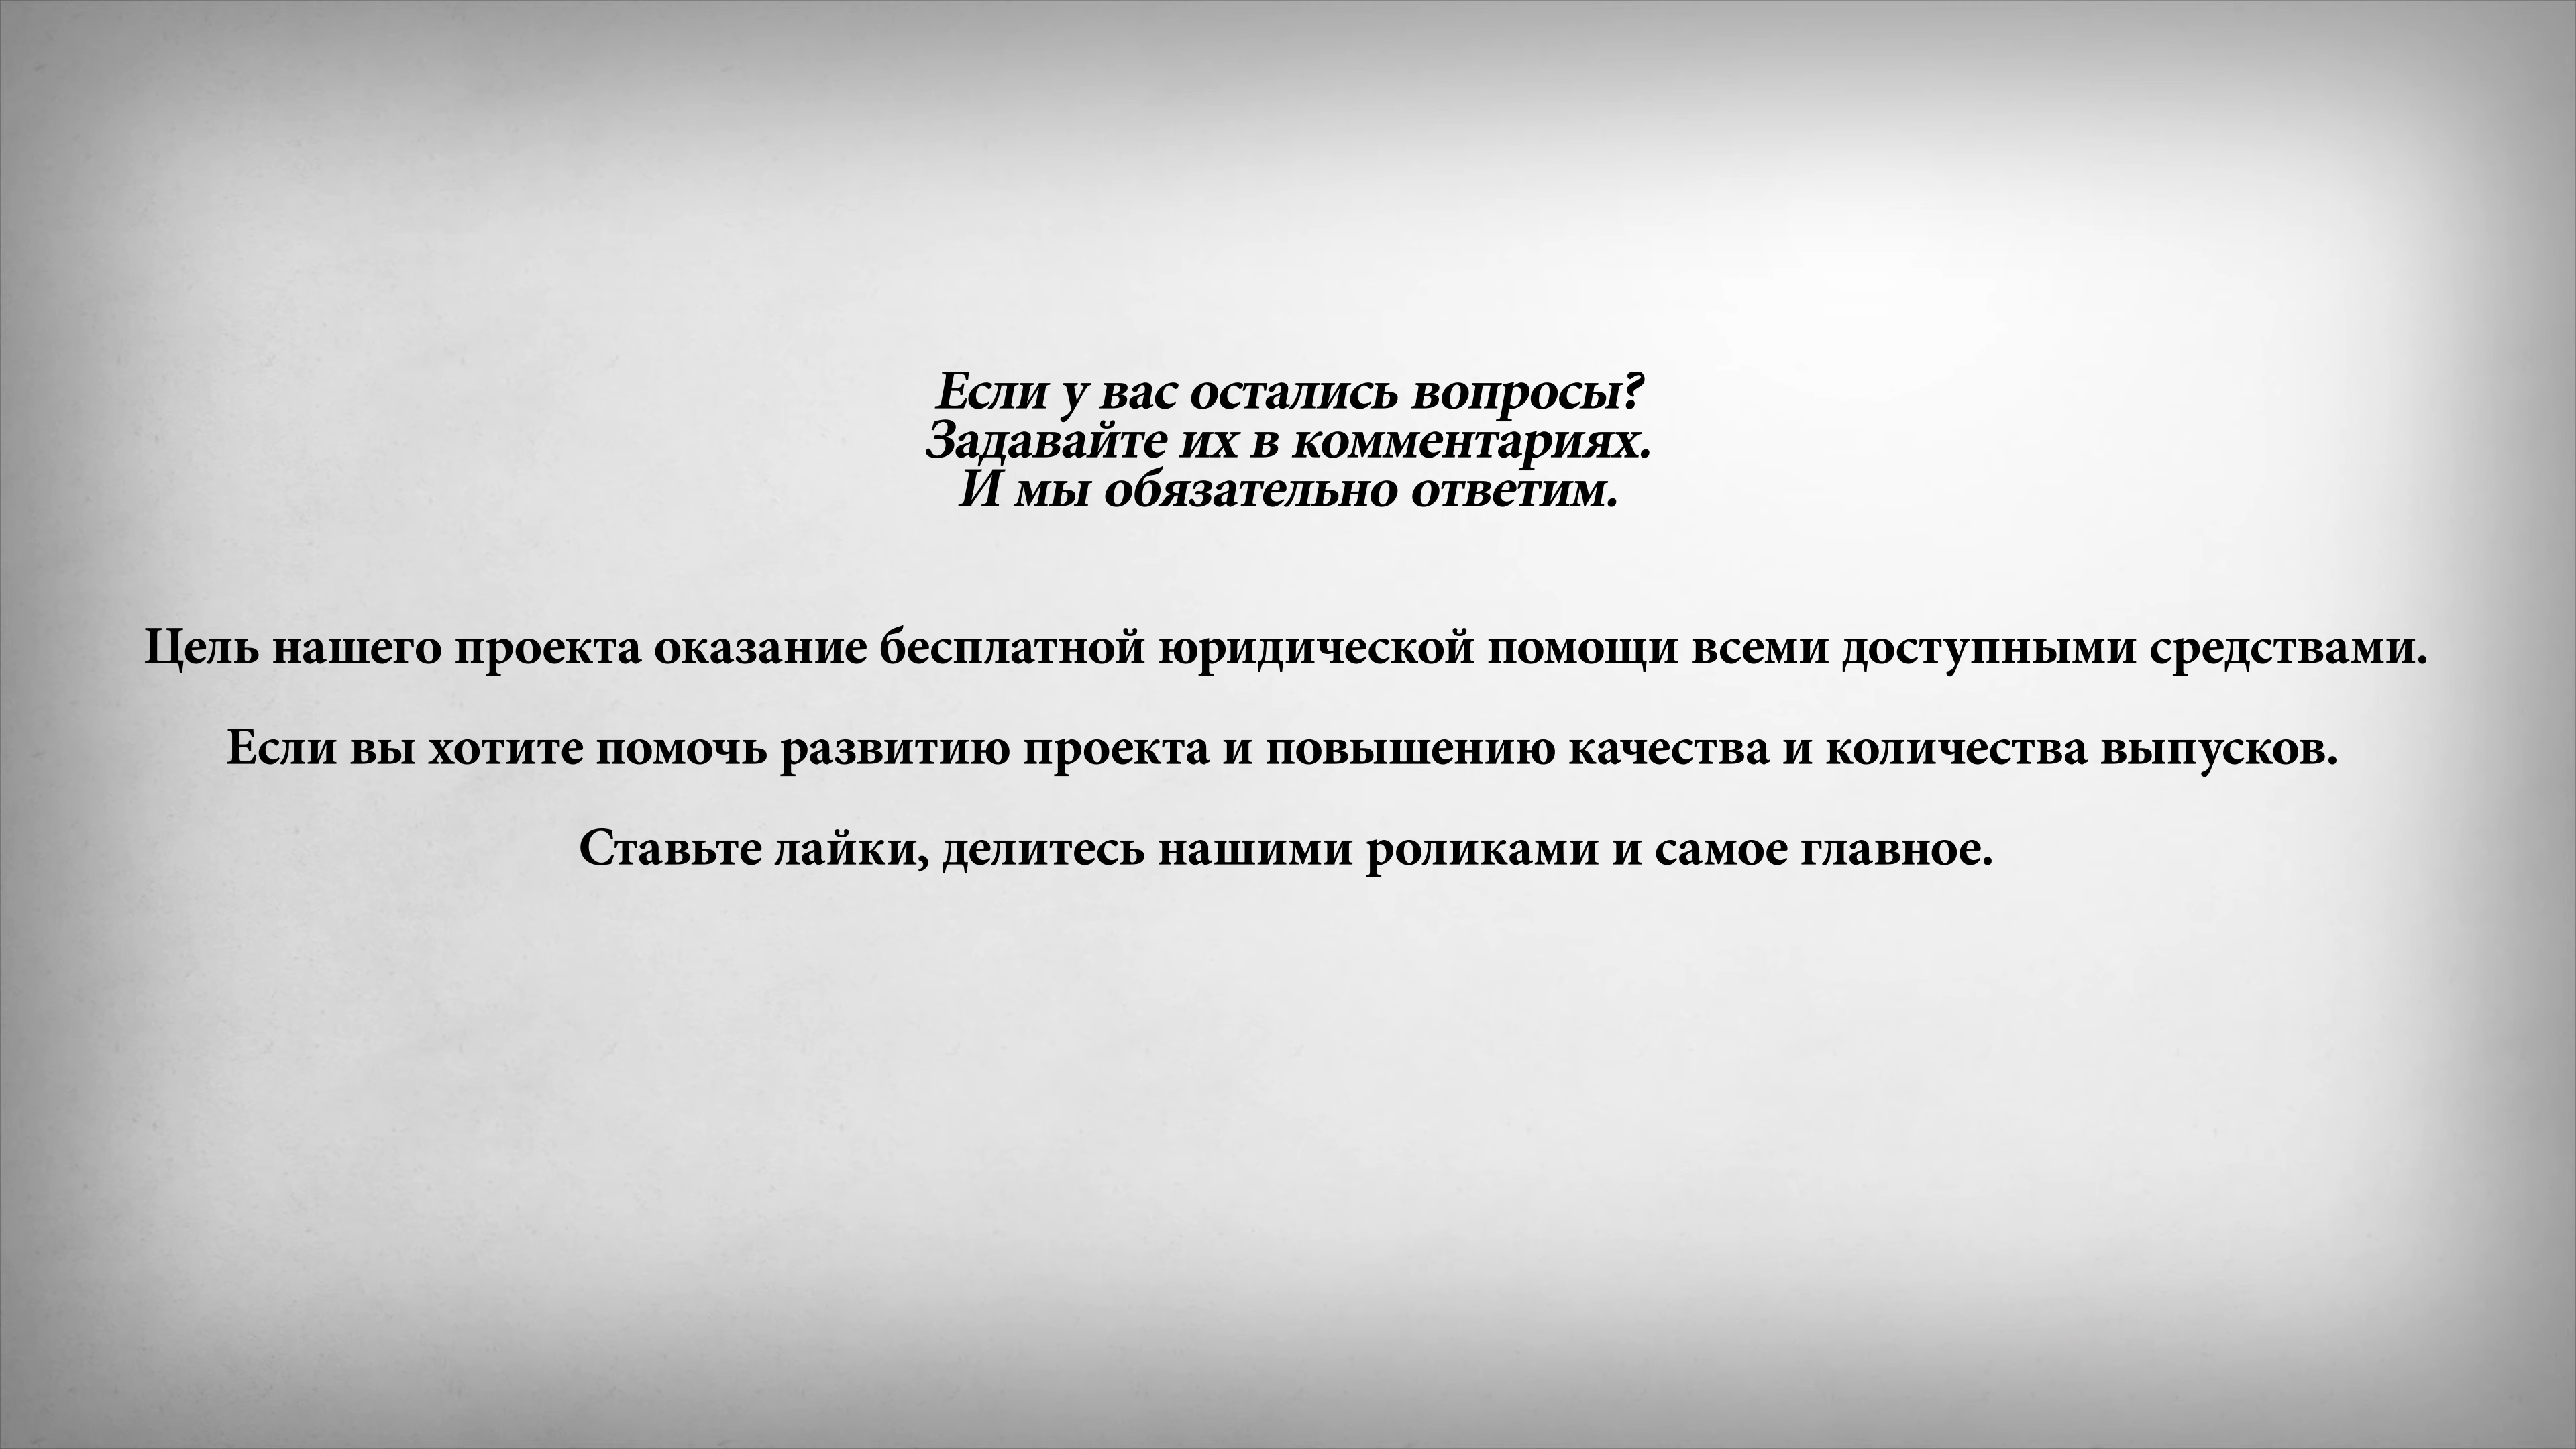 Если у вас остались вопросы?
Задавайте их в комментариях.
И мы обязательно ответим.
Цель нашего проекта оказание бесплатной юридической помощи всеми доступными средствами.
Если вы хотите помочь развитию проекта и повышению качества и количества выпусков.
Ставьте лайки, делитесь нашими роликами и самое главное.